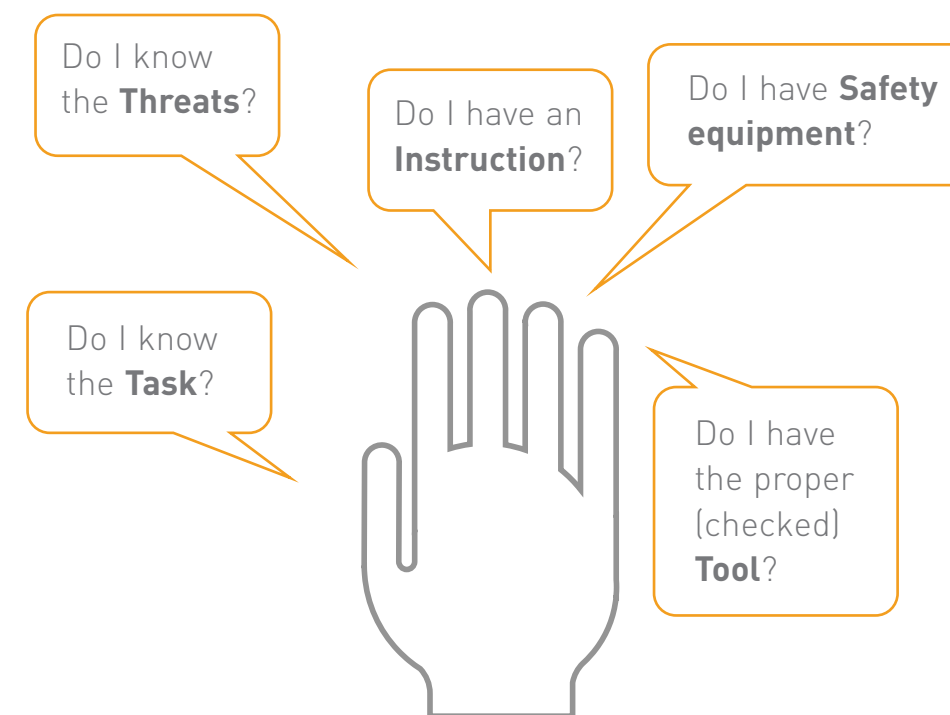 Do I know
the Threats?
Do I have an
Instruction?
Do I have Safety
equipment?
Do I know
the Task?
Do I have
the proper
(checked)
Tool?